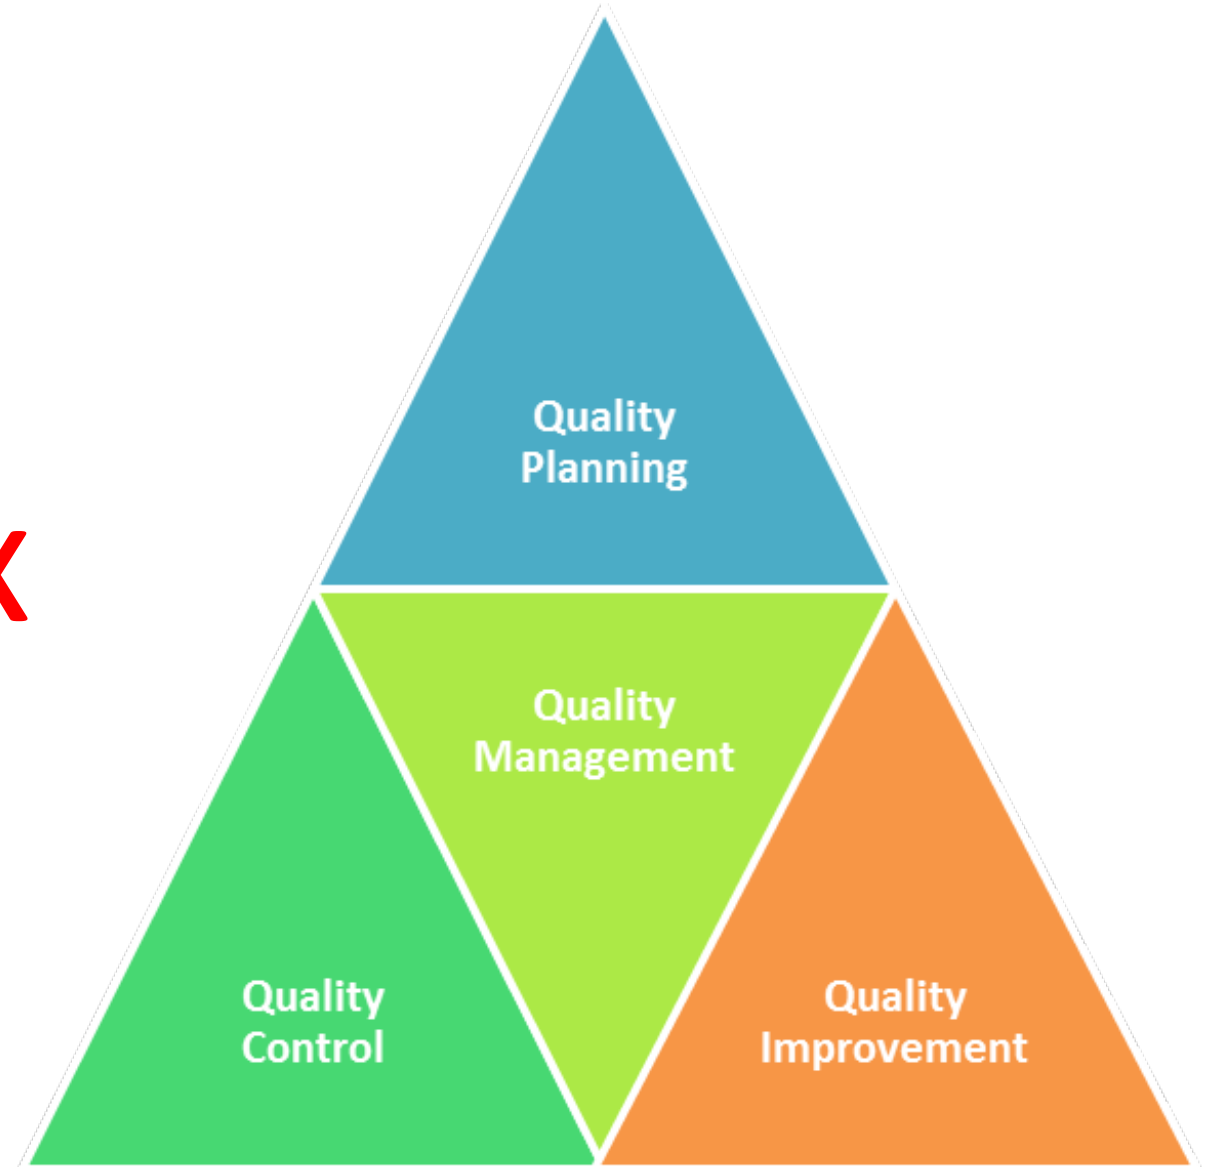 Quality
Planning
Quality
Management
Quality
Control
Quality
Improvement